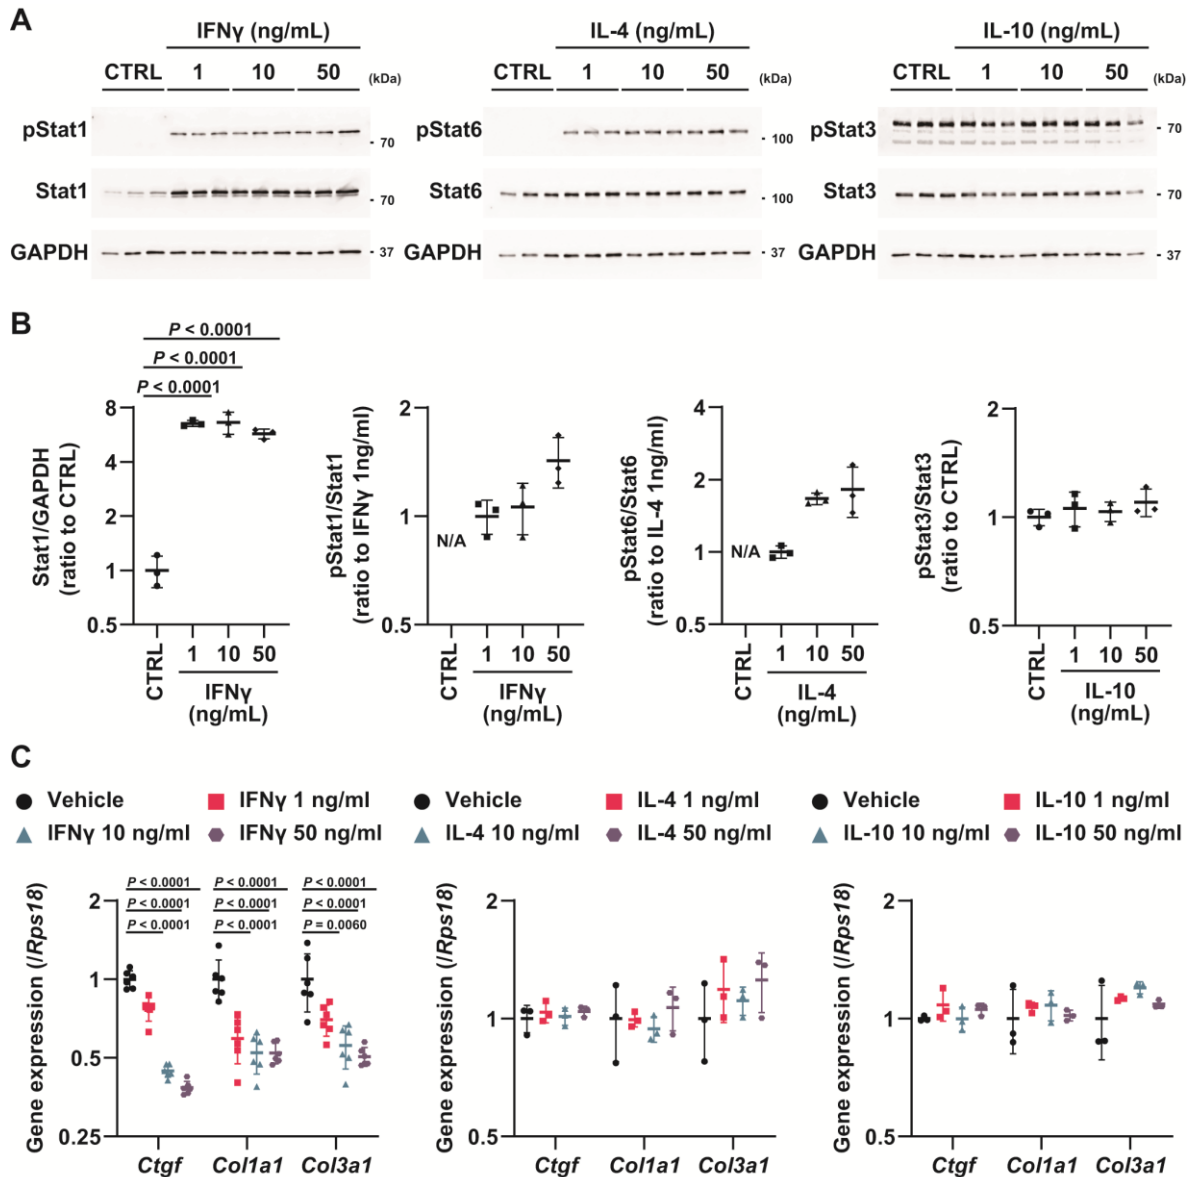 A
IFNγ (ng/mL)
CTRL 1 10 50 (kDa)
pStat1
- 70
Stat1
- 70
GAPDH
- 37
IL-4 (ng/mL)
CTRL 1 10 50 (kDa)
pStat6
- 100
Stat6
- 100
GAPDH
- 37
IL-10 (ng/mL)
CTRL 1 10 50 (kDa)
pStat3
- 70
Stat3
- 70
GAPDH
- 37
B
P < 0.0001
P < 0.0001
P < 0.0001
Stat1/GAPDH
(ratio to CTRL)
8
4
2
1
0.5
CTRL 1 10 50
IFNγ
(ng/mL)
pStat1/Stat1
(ratio to IFNγ 1ng/ml)
2
1
0.5
N/A
CTRL 1 10 50
IFNγ
(ng/mL)
pStat6/Stat6
(ratio to IL-4 1ng/ml)
4
2
1
0.5
N/A
CTRL 1 10 50
IL-4
(ng/mL)
pStat3/Stat3
(ratio to CTRL)
2
1
0.5
CTRL 1 10 50
IL-10
(ng/mL)
C
Vehicle IFNγ 1 ng/ml
IFNγ 10 ng/ml IFNγ 50 ng/ml
P < 0.0001 P < 0.0001 P < 0.0001
P < 0.0001 P < 0.0001 P < 0.0001
P < 0.0001 P < 0.0001 P = 0.0060
Gene expression (/Rps18)
2
1
0.5
0.25
Ctgf Col1a1 Col3a1
Vehicle IL-4 1 ng/ml
IL-4 10 ng/ml IL-4 50 ng/ml
Gene expression (/Rps18)
2
1
0.5
Ctgf Col1a1 Col3a1
Vehicle IL-10 1 ng/ml
IL-10 10 ng/ml IL-10 50 ng/ml
Gene expression (/Rps18)
2
1
0.5
Ctgf Col1a1 Col3a1